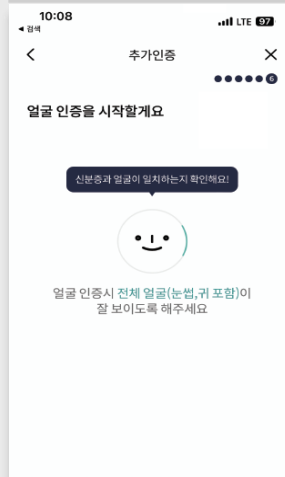 10:08
LTE 97
◀ 검색
추가인증
6
얼굴 인증을 시작할게요
신분증과 얼굴이 일치하는지 확인해요!
얼굴 인증시 전체 얼굴(눈썹,귀 포함)이
잘 보이도록 해주세요